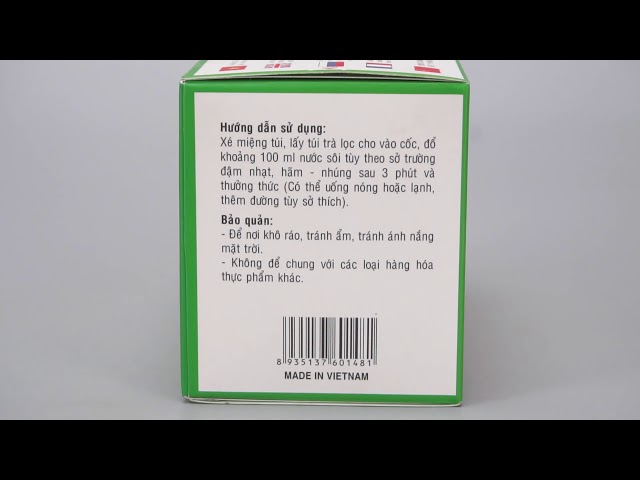 Hướng dẫn sử dụng:
Xé miệng túi, lấy túi trà lọc cho vào cốc, đổ
khoảng 100 ml nước sôi tùy theo sở trường
đậm nhạt, hãm - nhúng sau 3 phút và
thưởng thức (Có thể uống nóng hoặc lạnh,
thêm đường tùy sở thích).
Bảo quản:
- Để nơi khô ráo, tránh ẩm, tránh ánh nắng
mặt trời.
- Không để chung với các loại hàng hóa
thực phẩm khác.
8 935137 601481
MADE IN VIETNAM